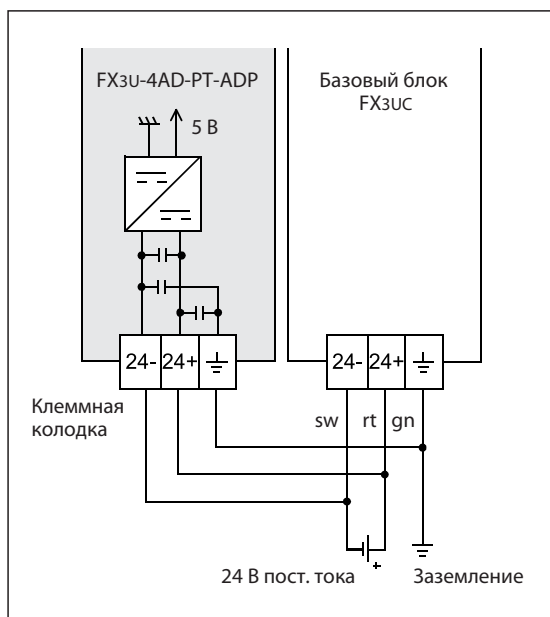 FX3U-4AD-PT-ADP
Базовый блок
FX3UC
5 В
24- 24+
24- 24+
Клеммная
колодка
sw rt gn
+
24 В пост. тока
Заземление